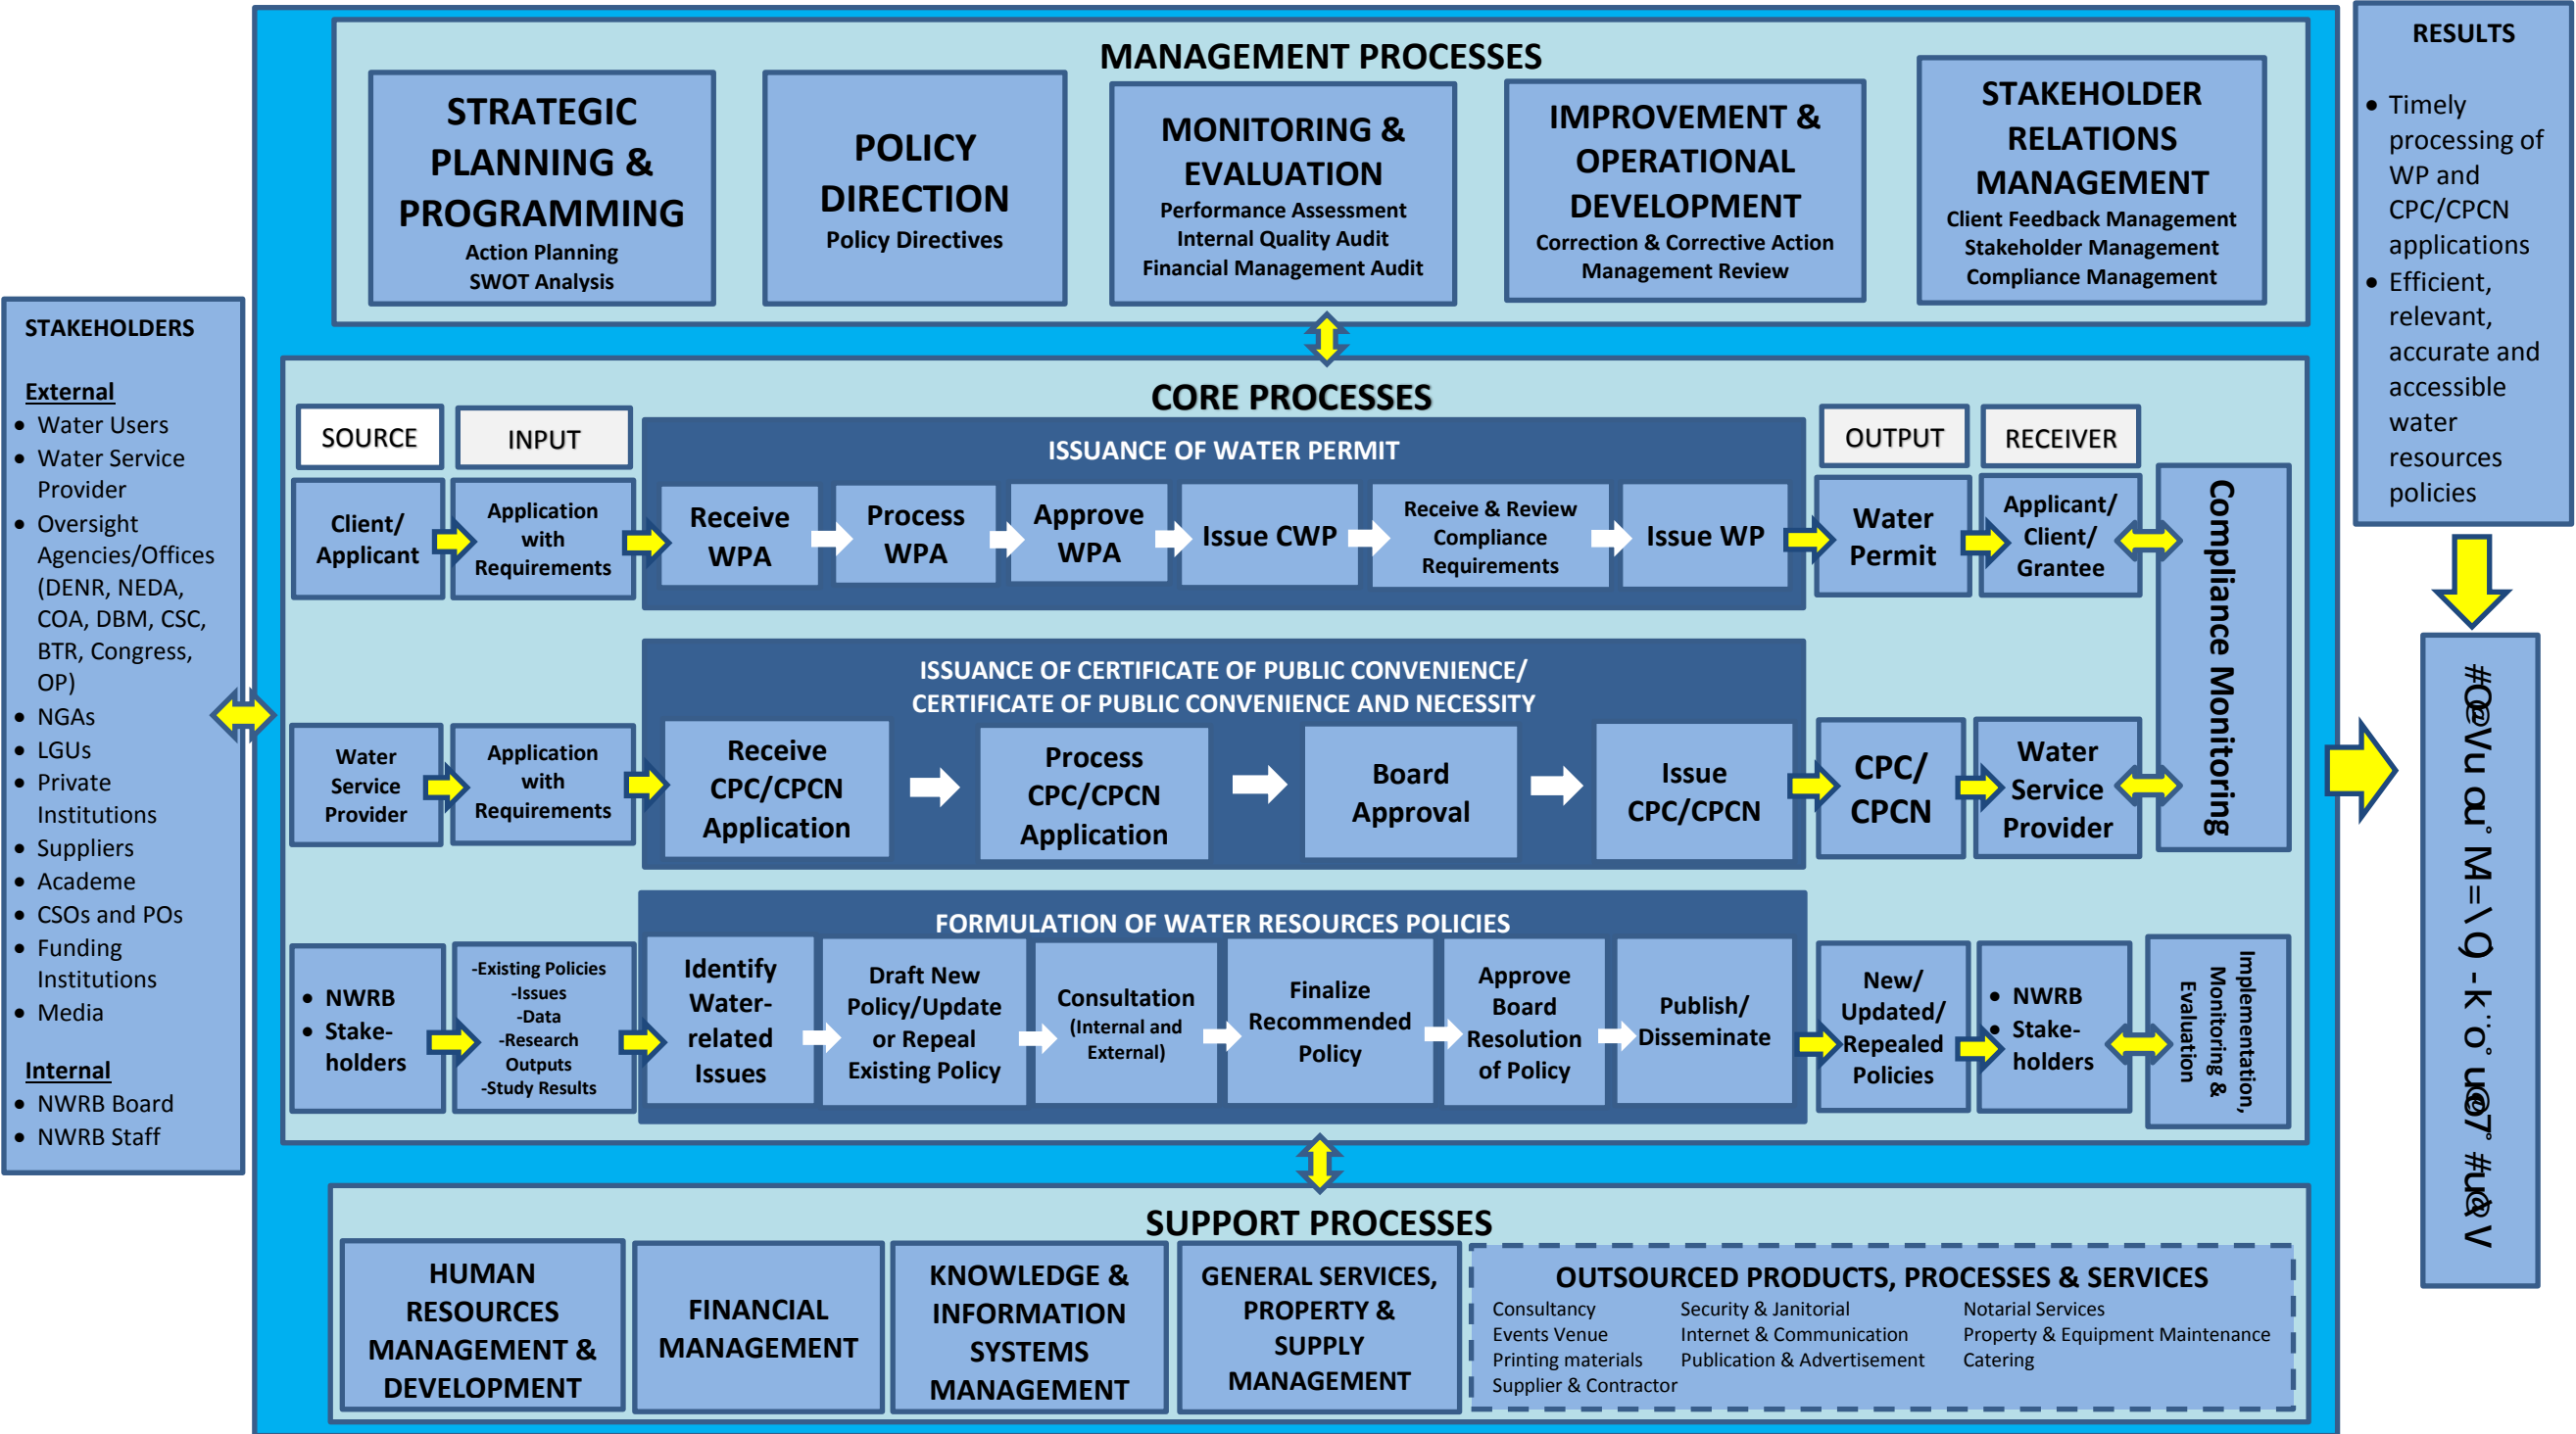 MANAGEMENT PROCESSES
STRATEGIC
PLANNING &
PROGRAMMING
Action Planning
SWOT Analysis
POLICY
DIRECTION
Policy Directives
MONITORING &
EVALUATION
Performance Assessment
Internal Quality Audit
Financial Management Audit
IMPROVEMENT &
OPERATIONAL
DEVELOPMENT
Correction & Corrective Action
Management Review
STAKEHOLDER
RELATIONS
MANAGEMENT
Client Feedback Management
Stakeholder Management
Compliance Management
STAKEHOLDERS
External
• Water Users
• Water Service
Provider
• Oversight
Agencies/Offices
(DENR, NEDA,
COA, DBM, CSC,
BTR, Congress,
OP)
• NGAs
• LGUs
• Private
Institutions
• Suppliers
• Academe
• CSOs and POs
• Funding
Institutions
• Media
Internal
• NWRB Board
• NWRB Staff
CORE PROCESSES
SOURCE
INPUT
OUTPUT
RECEIVER
ISSUANCE OF WATER PERMIT
Client/
Applicant
Application
with
Requirements
Receive
WPA
Process
WPA
Approve
WPA
Issue CWP
Receive & Review
Compliance
Requirements
Issue WP
Water
Permit
Applicant/
Client/
Grantee
Compliance Monitoring
ISSUANCE OF CERTIFICATE OF PUBLIC CONVENIENCE/
CERTIFICATE OF PUBLIC CONVENIENCE AND NECESSITY
Water
Service
Provider
Application
with
Requirements
Receive
CPC/CPCN
Application
Process
CPC/CPCN
Application
Board
Approval
Issue
CPC/CPCN
CPC/
CPCN
Water
Service
Provider
FORMULATION OF WATER RESOURCES POLICIES
• NWRB
• Stake-
holders
-Existing Policies
-Issues
-Data
-Research
Outputs
-Study Results
Identify
Water-
related
Issues
Draft New
Policy/Update
or Repeal
Existing Policy
Consultation
(Internal and
External)
Finalize
Recommended
Policy
Approve
Board
Resolution
of Policy
Publish/
Disseminate
New/
Updated/
Repealed
Policies
• NWRB
• Stake-
holders
Implementation,
Monitoring &
Evaluation
SUPPORT PROCESSES
HUMAN
RESOURCES
MANAGEMENT &
DEVELOPMENT
FINANCIAL
MANAGEMENT
KNOWLEDGE &
INFORMATION
SYSTEMS
MANAGEMENT
GENERAL SERVICES,
PROPERTY &
SUPPLY
MANAGEMENT
OUTSOURCED PRODUCTS, PROCESSES & SERVICES
Consultancy
Events Venue
Printing materials
Supplier & Contractor
Security & Janitorial
Internet & Communication
Publication & Advertisement
Notarial Services
Property & Equipment Maintenance
Catering
RESULTS
• Timely
processing of
WP and
CPC/CPCN
applications
• Efficient,
relevant,
accurate and
accessible
water
resources
policies